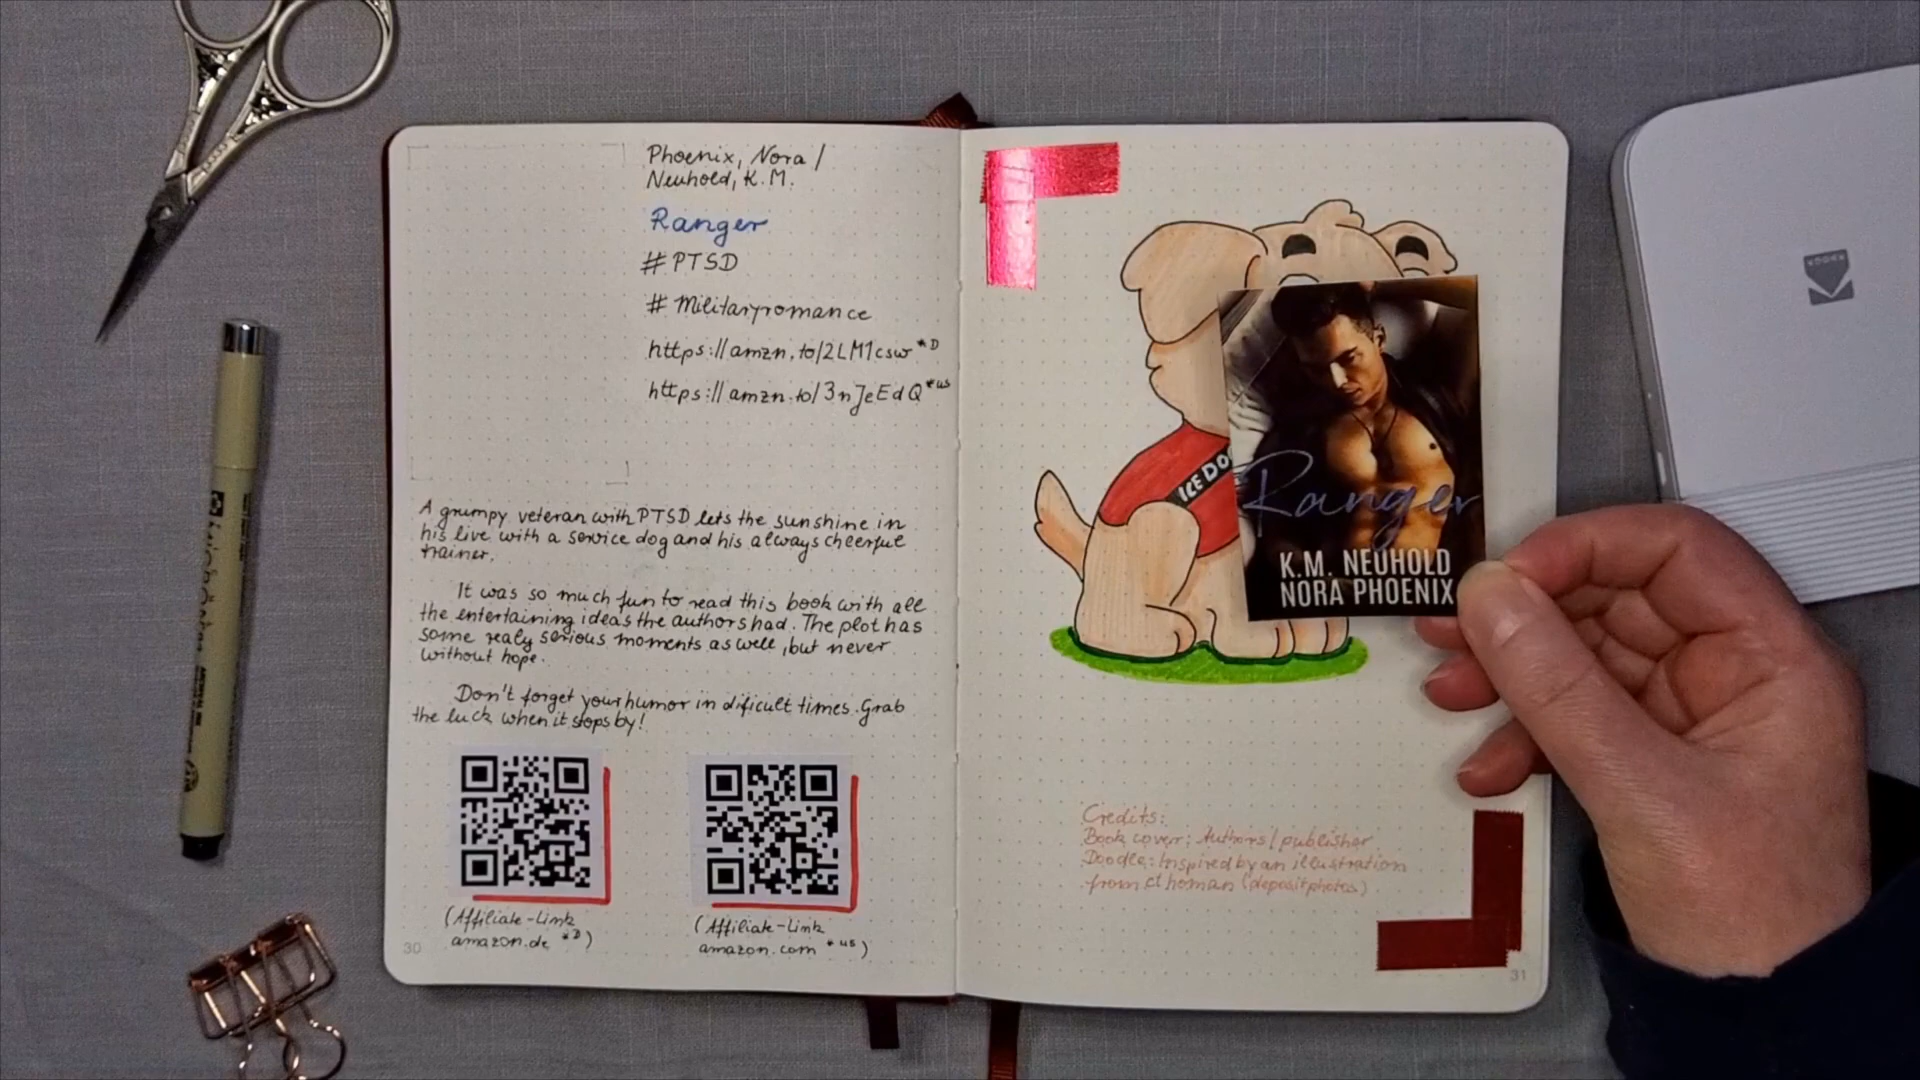 Phoenix, Nora /
Neuhold, K.M.
Ranger
# PTSD
# Militaryromance
https://amzn.to/2LM1csw *D
https://amzn.to/3nJeEdQ *US
A grumpy veteran with PTSD lets the sunshine in
his live with a service dog and his always cheerful
trainer.
It was so much fun to read this book with all
the entertaining ideas the authors had. The plot has
some realy serious moments as well, but never
without hope.
Don't forget your humor in dificult times. Grab
the luck when it stops by!
(Affiliate-Link
amazon.de *D)
(Affiliate-Link
amazon.com *US)
30
ICE DO
Ranger
K.M. NEUHOLD
NORA PHOENIX
Credits:
Book cover: Authors / publisher
Doodle: Inspired by an illustration
from clthoman (depositphotos)
31
KODAK